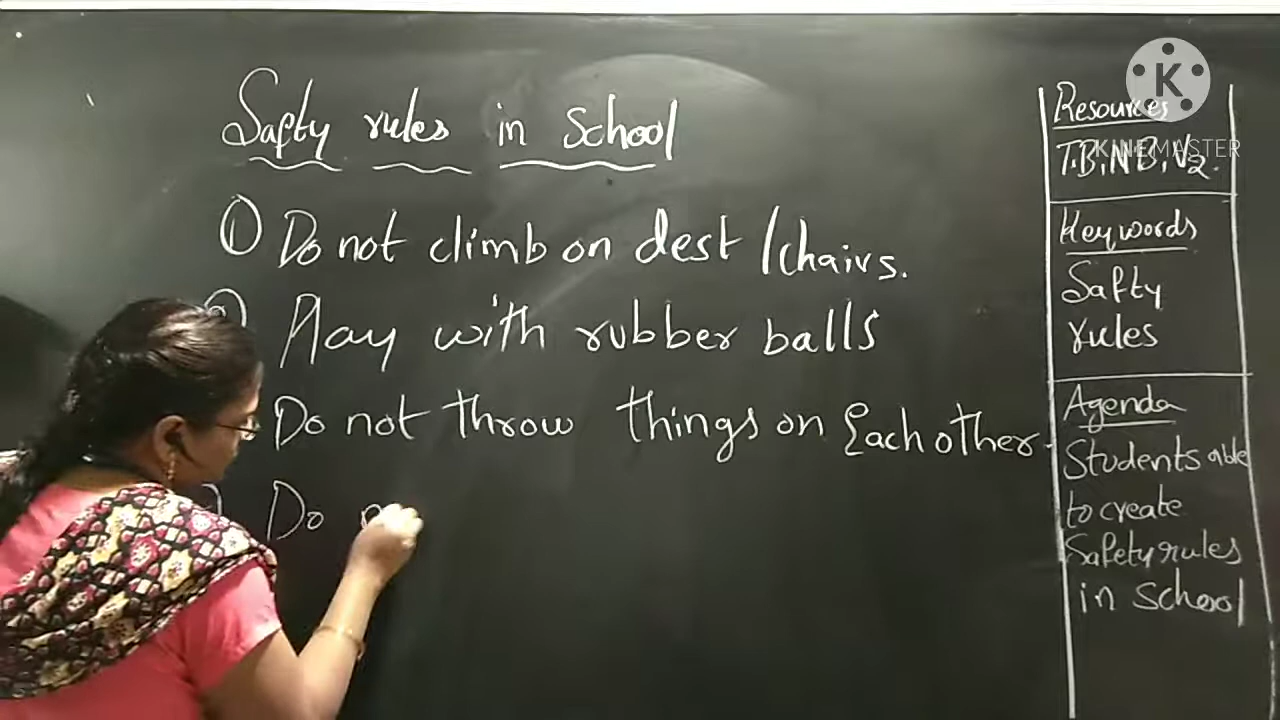 Safty rules in School
① Do not climb on dest /chairs.
Play with rubber balls
Do not throw things on Each other.
Do
K
KINEMASTER
Resources
T.B, N B, V2.
Keywords
Safty
rules
Agenda
Students able
to create
Safety rules
in School